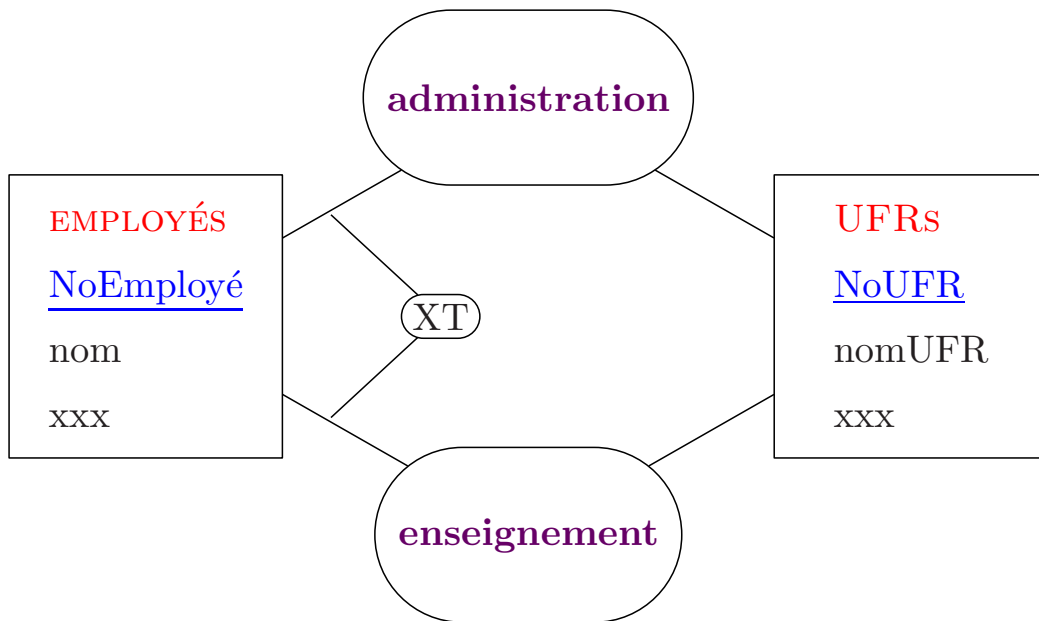 administration
EMPLOYÉS
NoEmployé
nom
xxx
XT
UFRs
NoUFR
nomUFR
xxx
enseignement